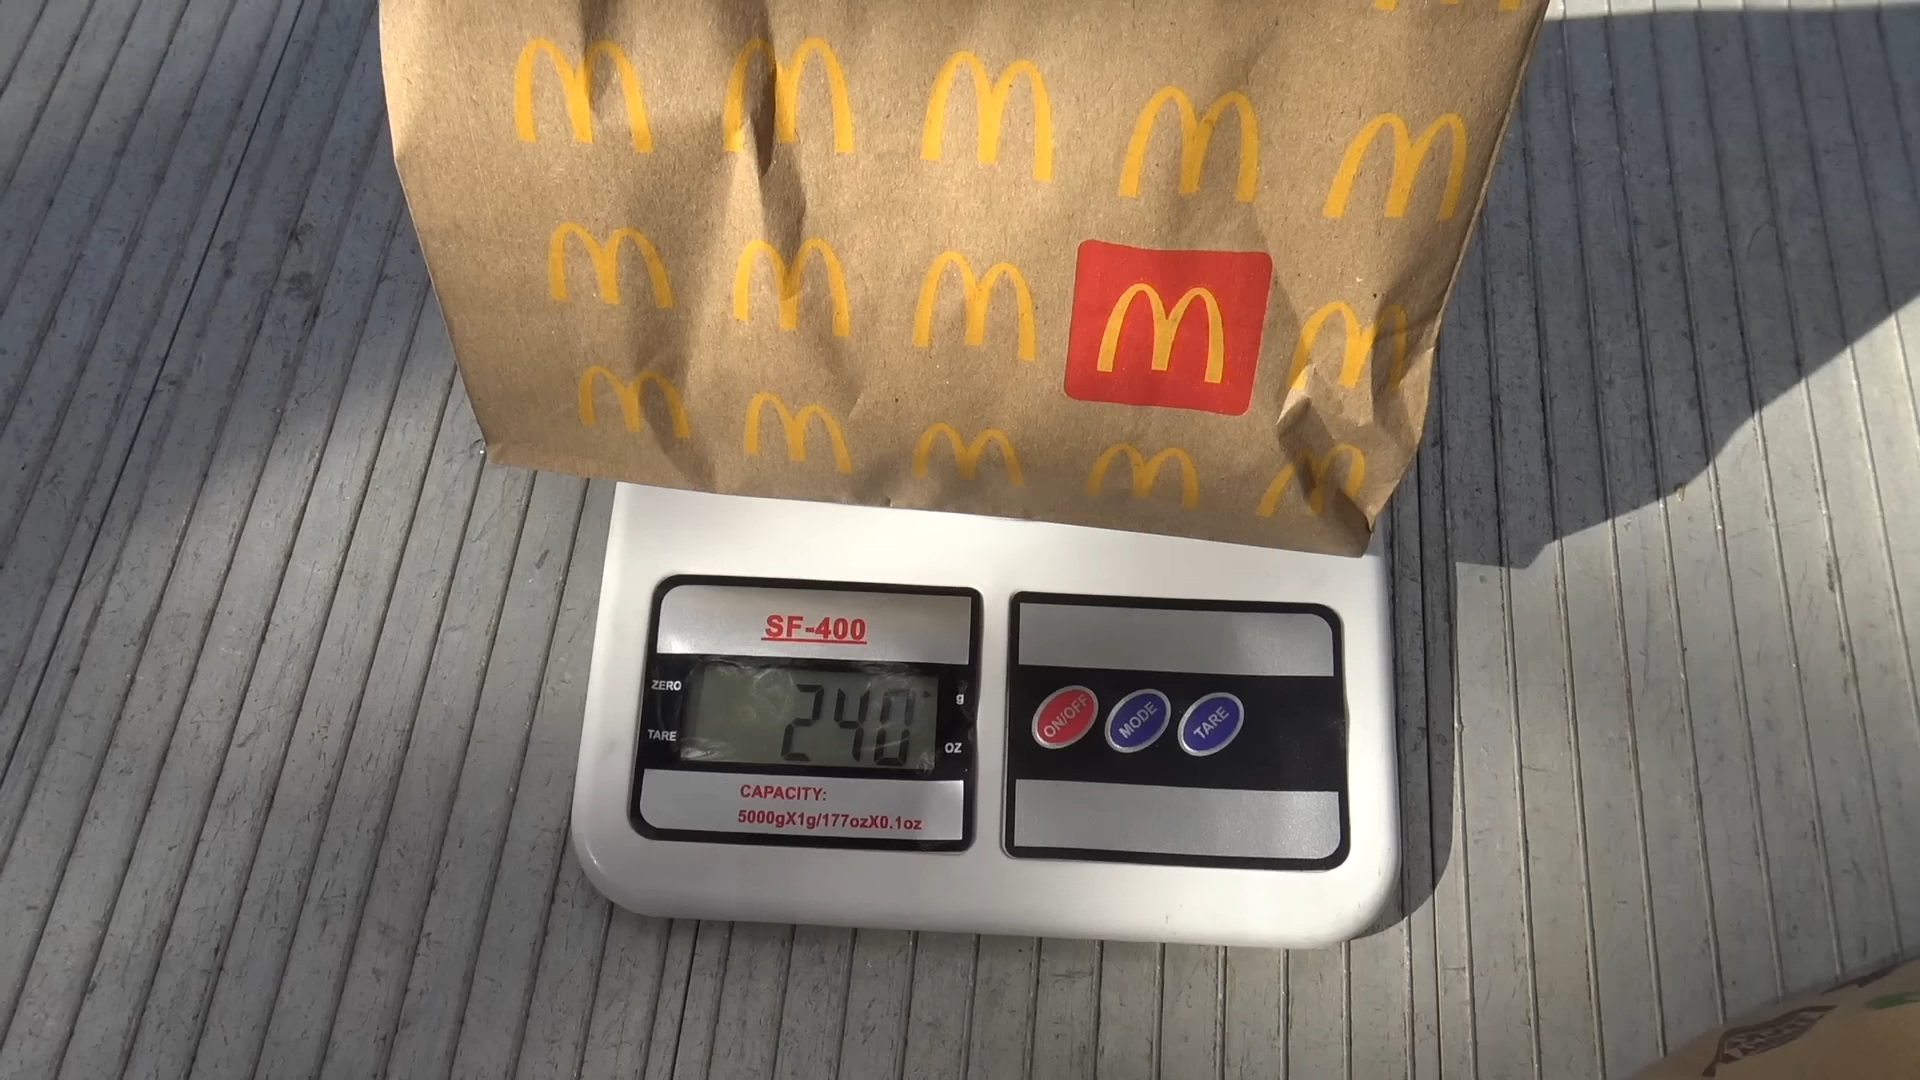 SF-400
ZERO
g
240
TARE
OZ
CAPACITY:
5000gX1g/177ozX0.1oz
ON/OFF
MODE
TARE